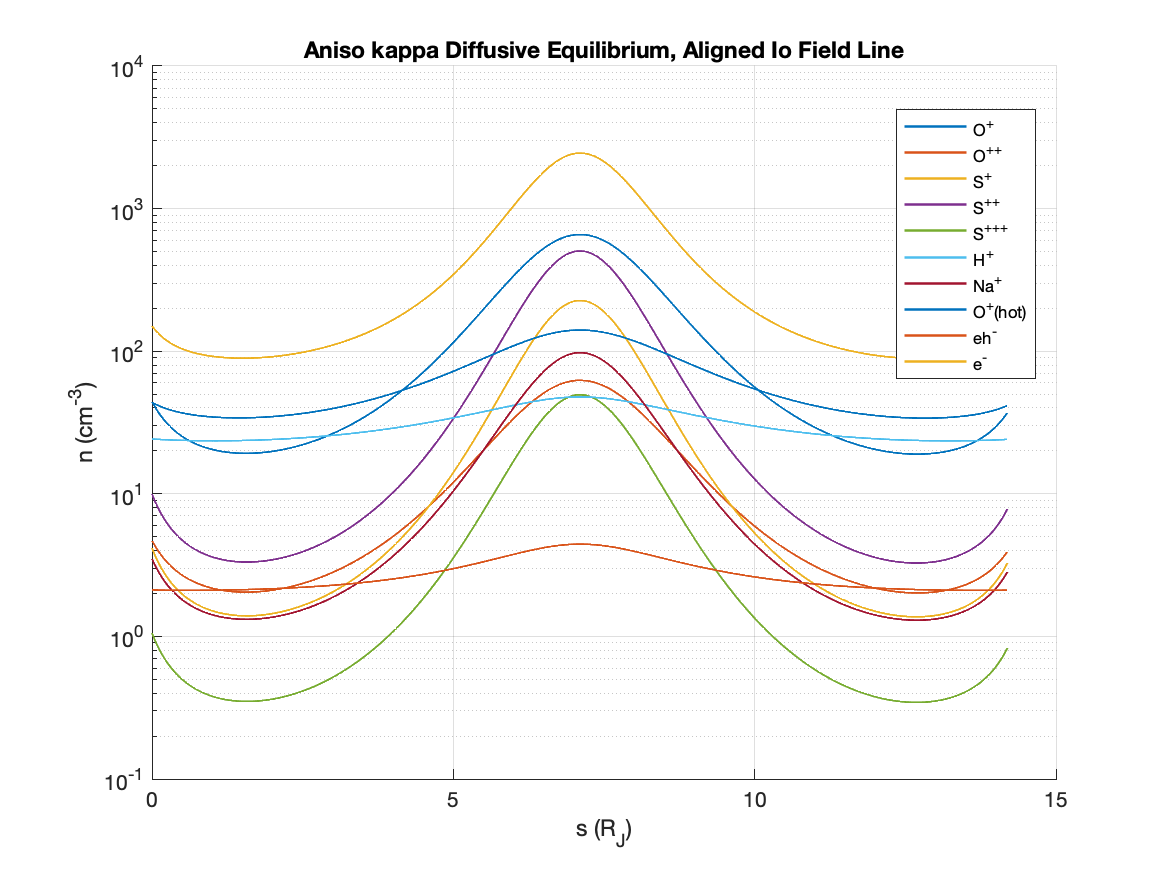 Aniso kappa Diffusive Equilibrium, Aligned Io Field Line
10^4
10^3
10^2
10^1
10^0
10^-1
n (cm^-3)
0 5 10 15
s (R_J)
O^+
O^++
S^+
S^++
S^+++
H^+
Na^+
O^+(hot)
eh^-
e^-